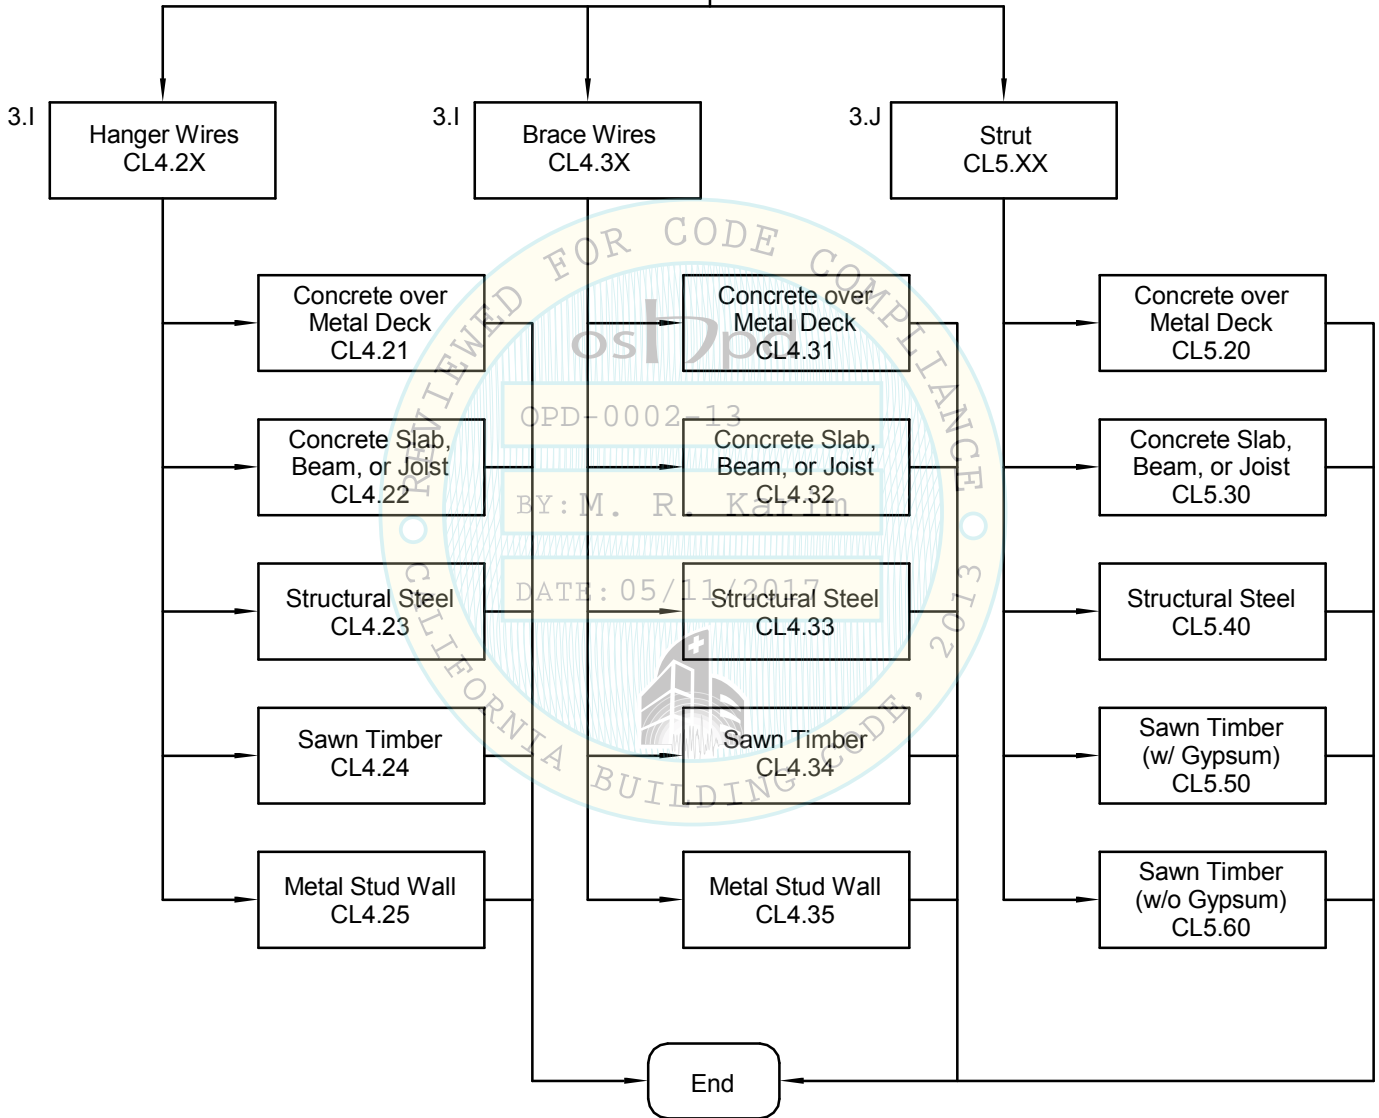 3.I
Hanger Wires
CL4.2X
3.I
Brace Wires
CL4.3X
3.J
Strut
CL5.XX
Concrete over
Metal Deck
CL4.21
Concrete over
Metal Deck
CL4.31
Concrete over
Metal Deck
CL5.20
Concrete Slab,
Beam, or Joist
CL4.22
Concrete Slab,
Beam, or Joist
CL4.32
Concrete Slab,
Beam, or Joist
CL5.30
Structural Steel
CL4.23
Structural Steel
CL4.33
Structural Steel
CL5.40
Sawn Timber
CL4.24
Sawn Timber
CL4.34
Sawn Timber
(w/ Gypsum)
CL5.50
Metal Stud Wall
CL4.25
Metal Stud Wall
CL4.35
Sawn Timber
(w/o Gypsum)
CL5.60
End
REVIEWED FOR CODE COMPLIANCE
oshpd
OPD-0002-13
BY: M. R. Karim
DATE: 05/11/2017
CALIFORNIA BUILDING CODE, 2013